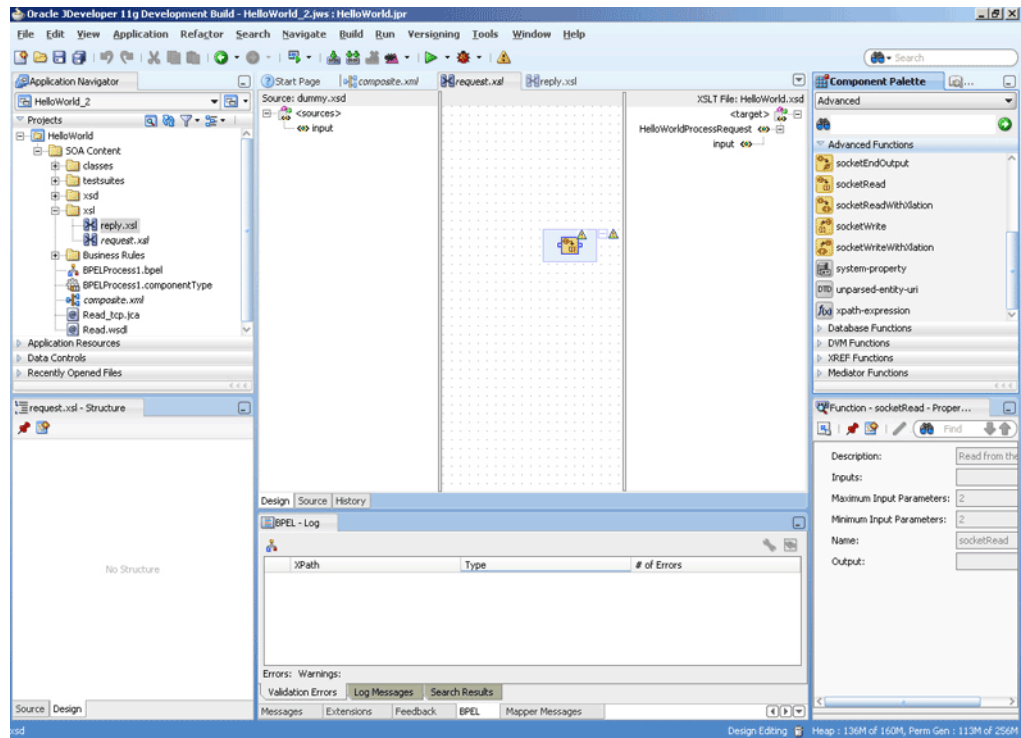 Oracle JDeveloper 11g Development Build - HelloWorld_2.jws : HelloWorld.jpr
File Edit View Application Refactor Search Navigate Build Run Versioning Tools Window Help
Search
Application Navigator
HelloWorld_2
Projects
HelloWorld
SOA Content
classes
testsuites
xsd
xsl
reply.xsl
request.xsl
Business Rules
BPELProcess1.bpel
BPELProcess1.componentType
composite.xml
Read_tcp.jca
Read.wsdl
Application Resources
Data Controls
Recently Opened Files
request.xsl - Structure
No Structure
Source Design
Start Page composite.xml request.xsl reply.xsl
Source: dummy.xsd
<sources>
input
XSLT File: HelloWorld.xsd
<target>
HelloWorldProcessRequest
input
Design Source History
BPEL - Log
XPath Type # of Errors
Errors: Warnings:
Validation Errors Log Messages Search Results
Messages Extensions Feedback BPEL Mapper Messages
Component Palette
Advanced
Advanced Functions
socketEndOutput
socketRead
socketReadWithXlation
socketWrite
socketWriteWithXlation
system-property
DTD unparsed-entity-uri
f(x) xpath-expression
Database Functions
DVM Functions
XREF Functions
Mediator Functions
Function - socketRead - Proper...
Find
Description: Read from the
Inputs:
Maximum Input Parameters: 2
Minimum Input Parameters: 2
Name: socketRead
Output:
xsd
Design Editing
Heap : 136M of 160M, Perm Gen : 113M of 256M